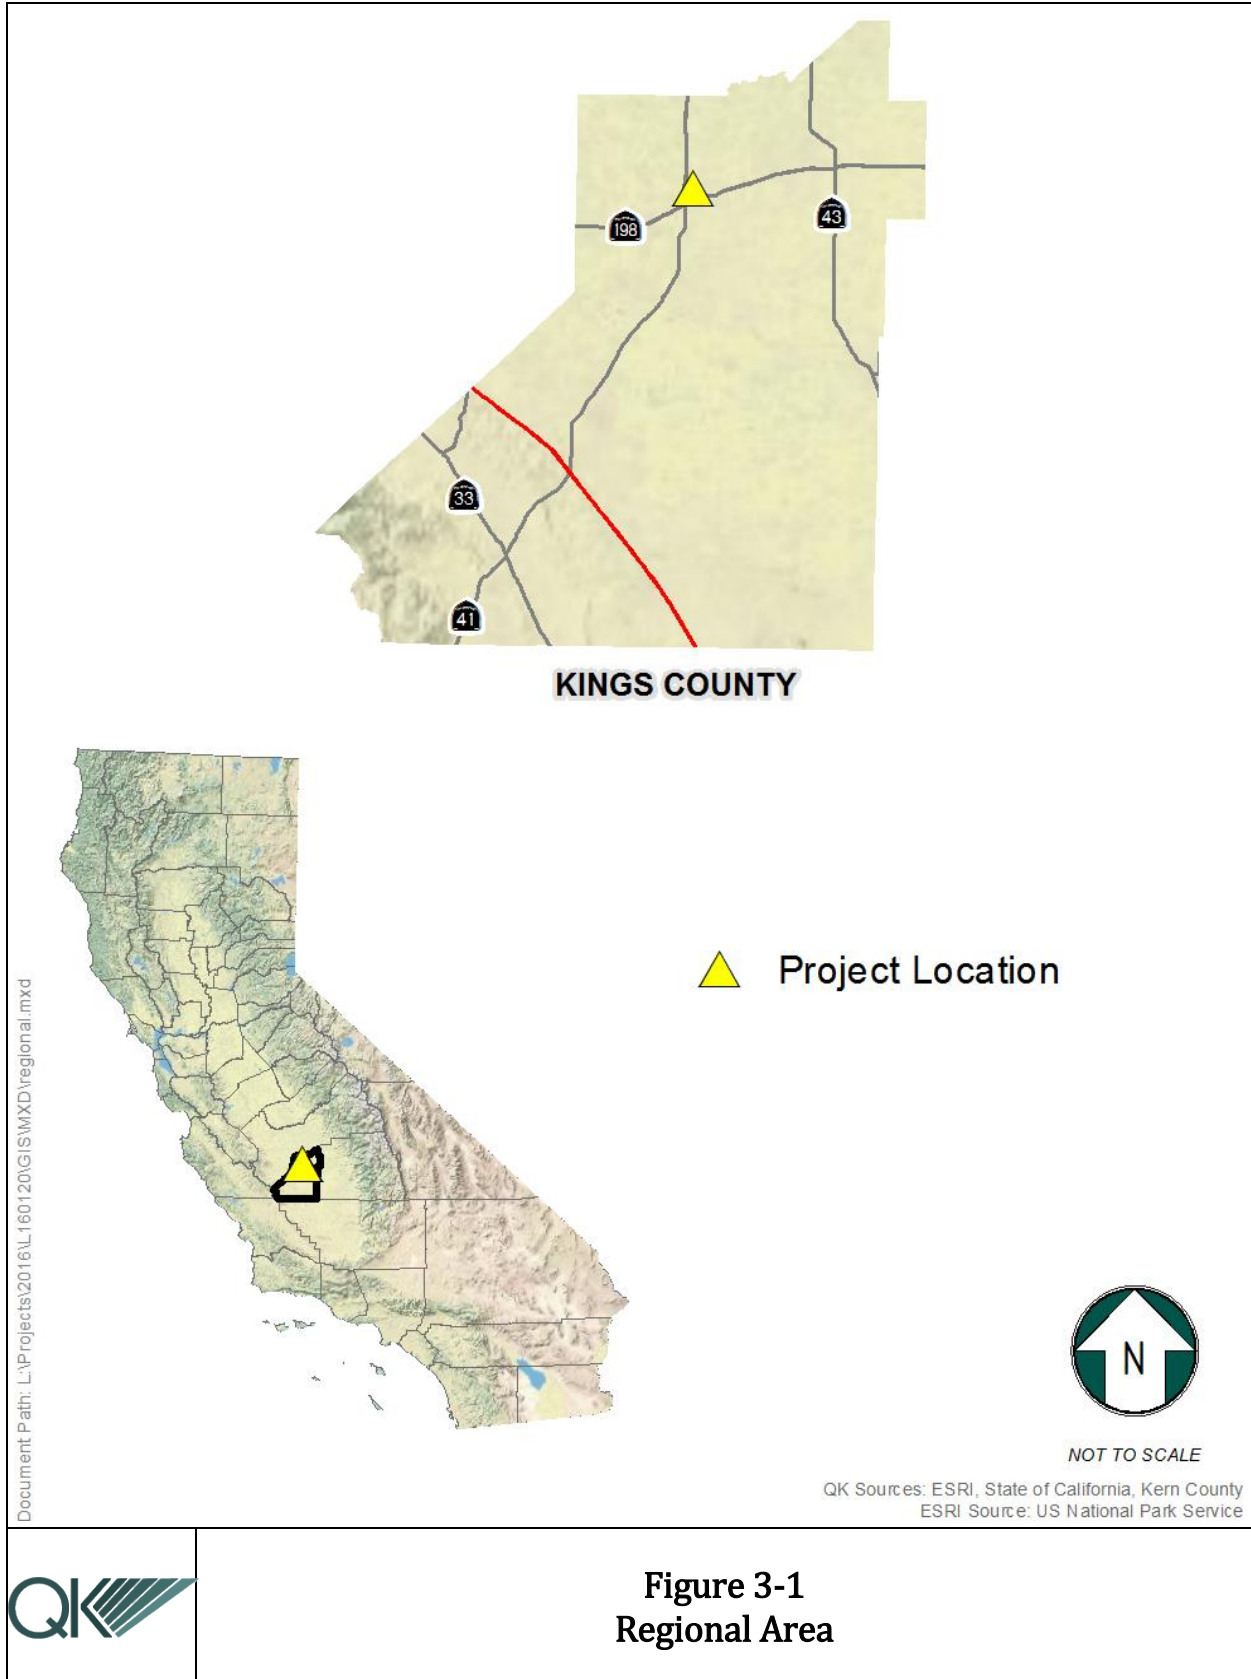 198
43
33
41
KINGS COUNTY
Project Location
Document Path: L:\Projects\2016\L160120\GIS\MXD\regional.mxd
N
NOT TO SCALE
QK Sources: ESRI, State of California, Kern County
ESRI Source: US National Park Service
QK
Figure 3-1
Regional Area